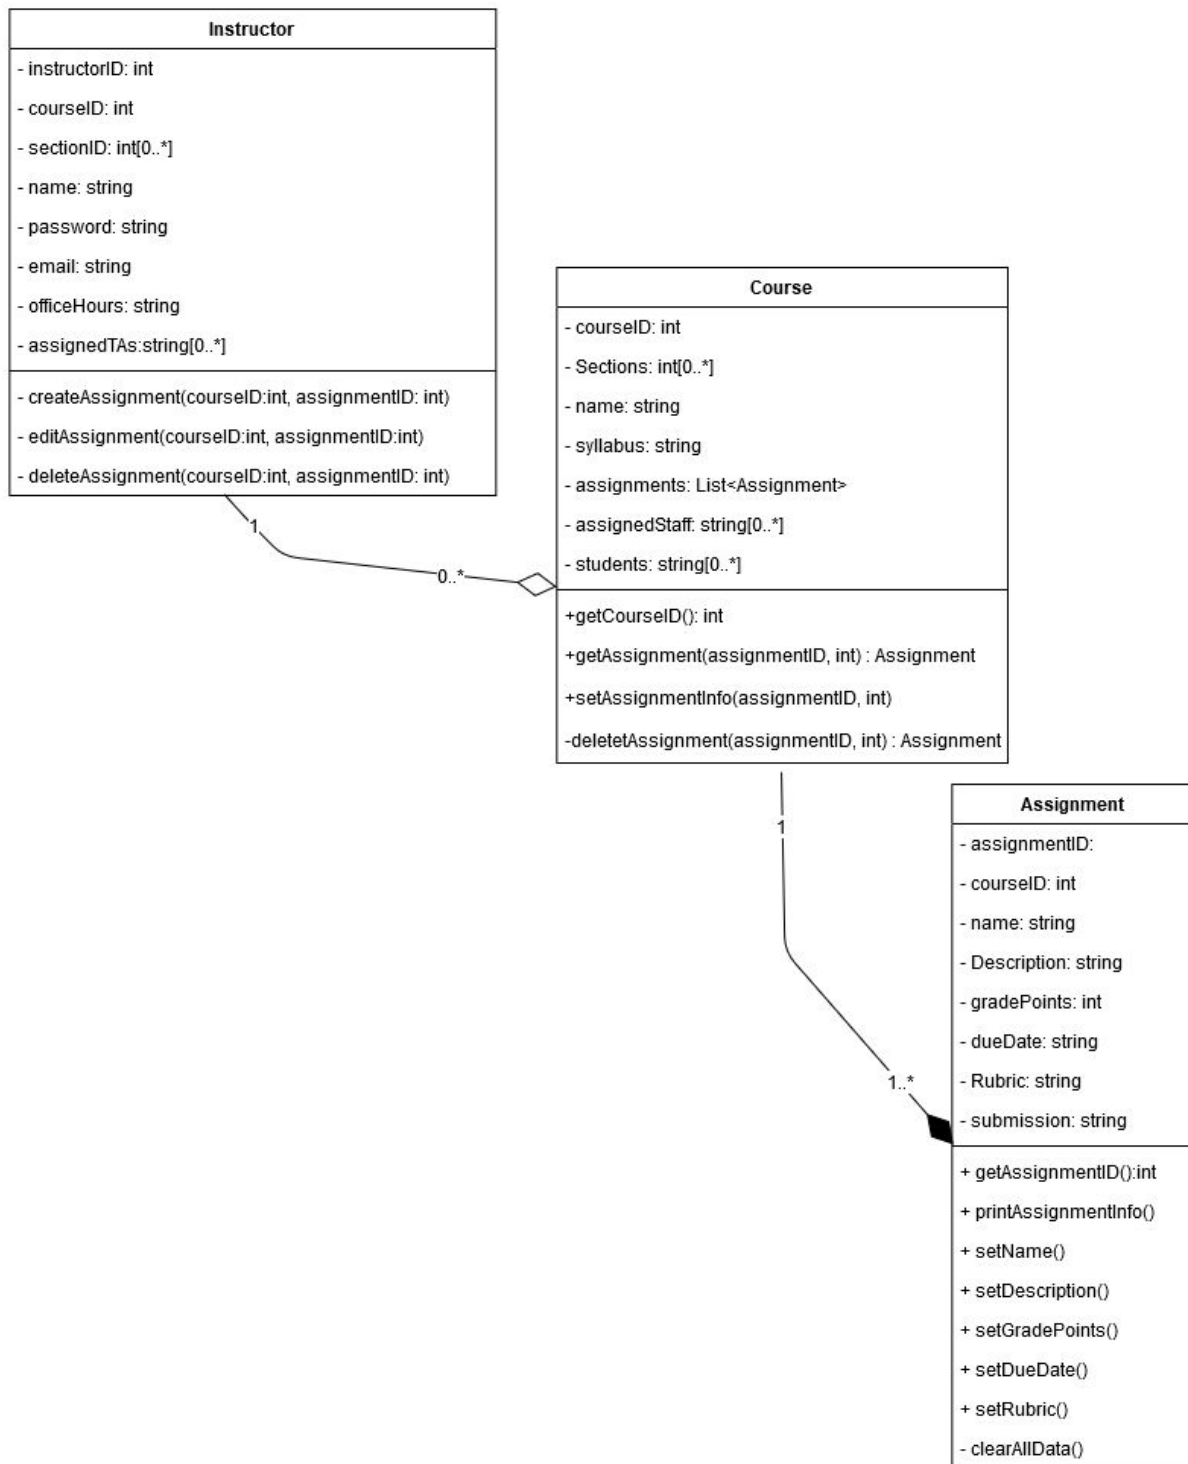 Instructor
- instructorID: int
- courseID: int
- sectionID: int[0..*]
- name: string
- password: string
- email: string
- officeHours: string
- assignedTAs:string[0..*]
- createAssignment(courseID:int, assignmentID: int)
- editAssignment(courseID:int, assignmentID:int)
- deleteAssignment(courseID:int, assignmentID: int)
1
0..*
Course
- courseID: int
- Sections: int[0..*]
- name: string
- syllabus: string
- assignments: List<Assignment>
- assignedStaff: string[0..*]
- students: string[0..*]
+getCourseID(): int
+getAssignment(assignmentID, int) : Assignment
+setAssignmentInfo(assignmentID, int)
-deletetAssignment(assignmentID, int) : Assignment
1
1..*
Assignment
- assignmentID:
- courseID: int
- name: string
- Description: string
- gradePoints: int
- dueDate: string
- Rubric: string
- submission: string
+ getAssignmentID():int
+ printAssignmentInfo()
+ setName()
+ setDescription()
+ setGradePoints()
+ setDueDate()
+ setRubric()
- clearAllData()